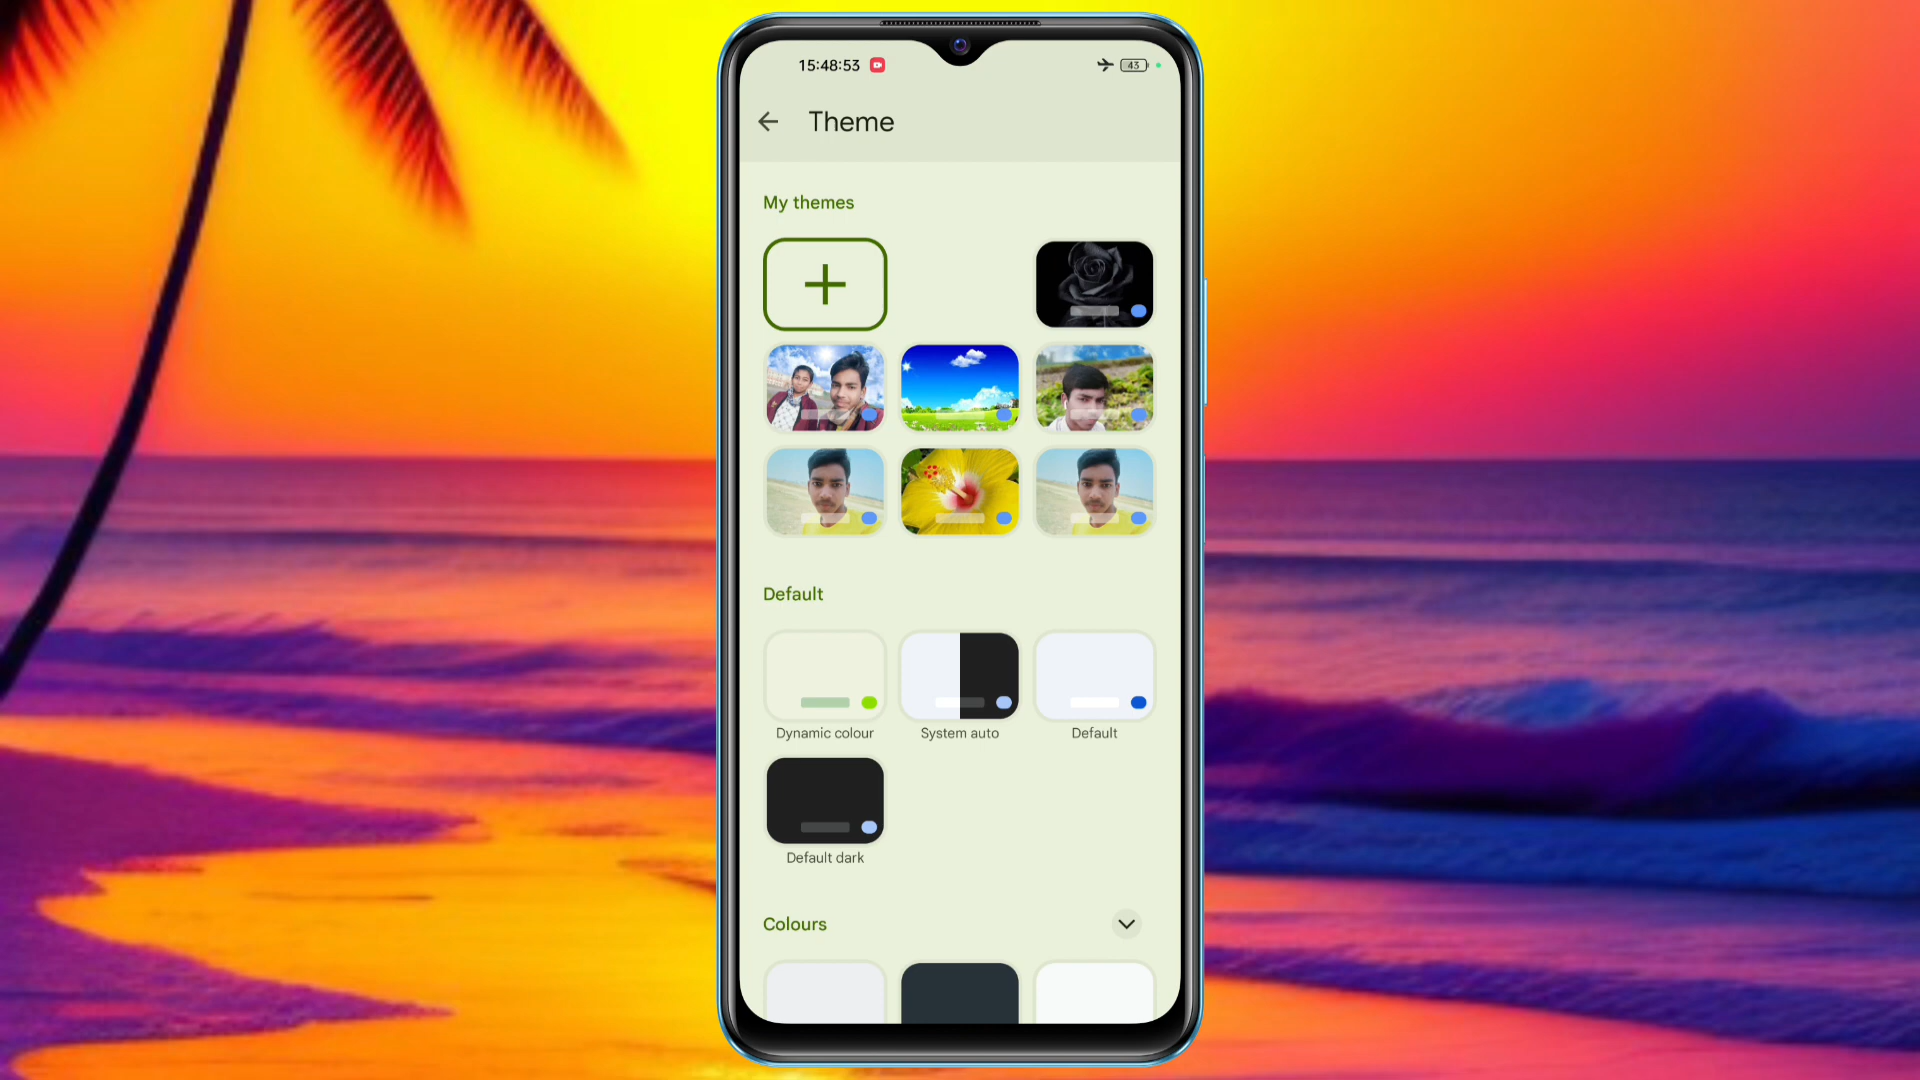 15:48:53
43
Theme
My themes
Default
Dynamic colour
System auto
Default
Default dark
Colours